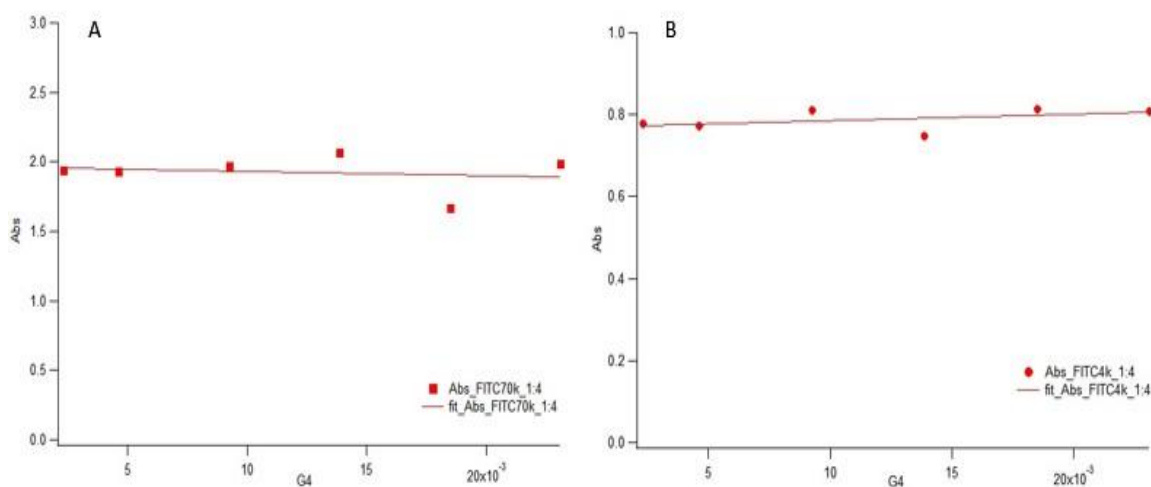 A
3.0
2.5
2.0
1.5
1.0
0.5
0.0
Abs
5
10
15
20x10⁻³
G4
Abs_FITC70k_1:4
fit_Abs_FITC70k_1:4
B
1.0
0.8
0.6
0.4
0.2
0.0
Abs
5
10
15
20x10⁻³
G4
Abs_FITC4k_1:4
fit_Abs_FITC4k_1:4